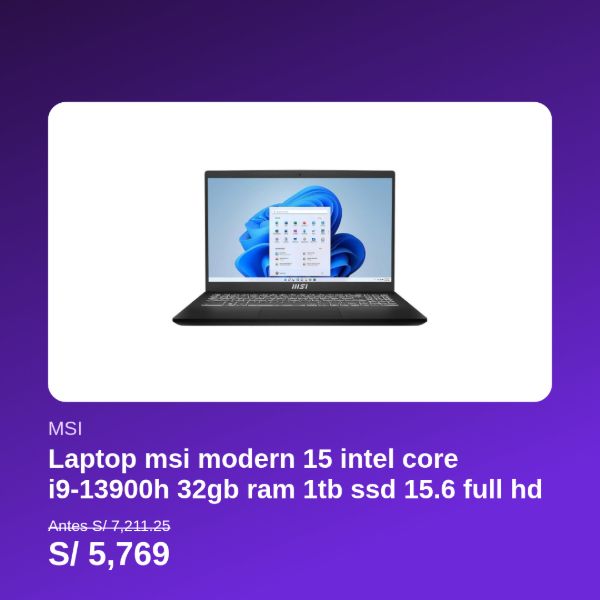 msi
MSI
Laptop msi modern 15 intel core
i9-13900h 32gb ram 1tb ssd 15.6 full hd
Antes S/ 7,211.25
S/ 5,769